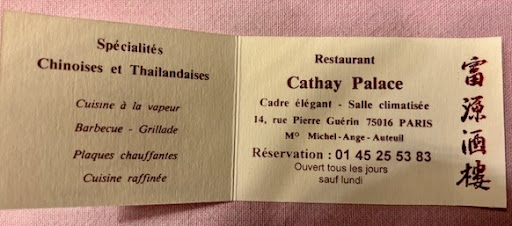 Spécialités
Chinoises et Thailandaises
Cuisine à la vapeur
Barbecue - Grillade
Plaques chauffantes
Cuisine raffinée
Restaurant
Cathay Palace
Cadre élégant - Salle climatisée
14, rue Pierre Guérin 75016 PARIS
M° Michel-Ange-Auteuil
Réservation : 01 45 25 53 83
Ouvert tous les jours
sauf lundi
富源酒樓